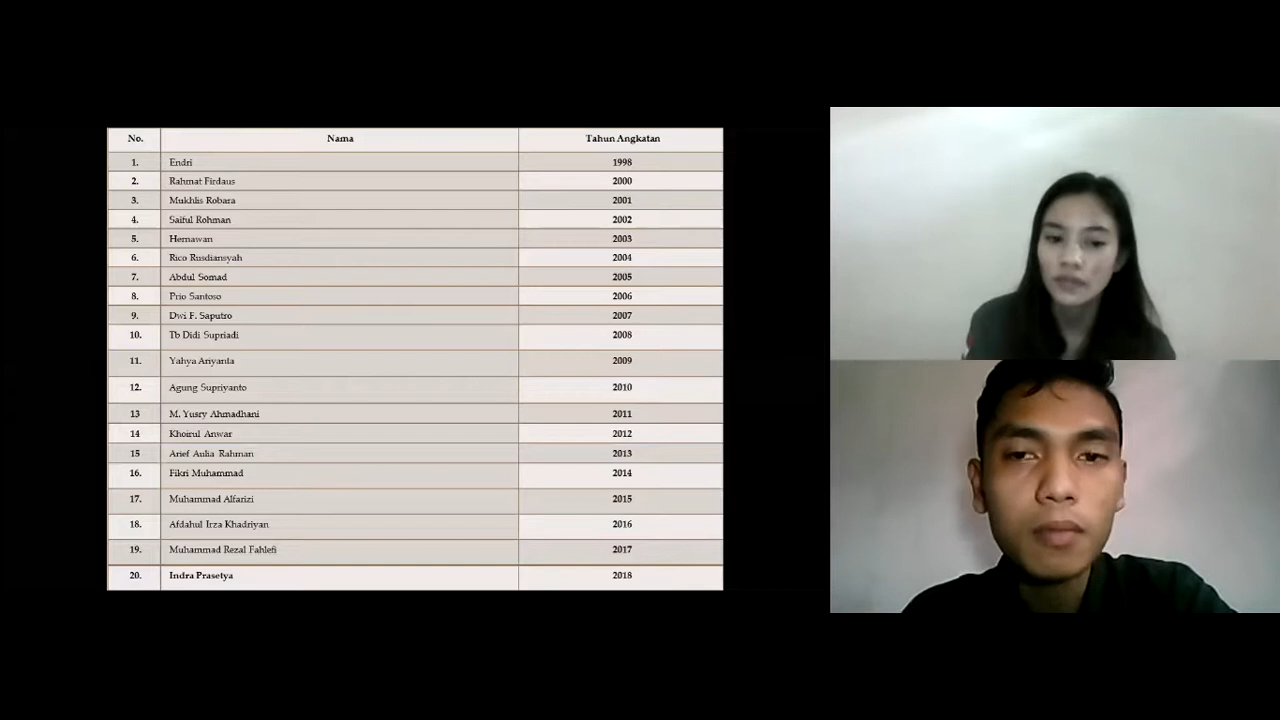 No. Nama Tahun Angkatan
1. Endri 1998
2. Rahmat Firdaus 2000
3. Mukhlis Robara 2001
4. Saiful Rohman 2002
5. Hernawan 2003
6. Rico Rusdiansyah 2004
7. Abdul Somad 2005
8. Prio Santoso 2006
9. Dwi F. Saputro 2007
10. Tb Didi Supriadi 2008
11. Yahya Ariyanta 2009
12. Agung Supriyanto 2010
13 M. Yusry Ahmadhani 2011
14 Khoirul Anwar 2012
15 Arief Aulia Rahman 2013
16. Fikri Muhammad 2014
17. Muhammad Alfarizi 2015
18. Afdahul Irza Khadriyan 2016
19. Muhammad Rezal Fahlefi 2017
20. Indra Prasetya 2018